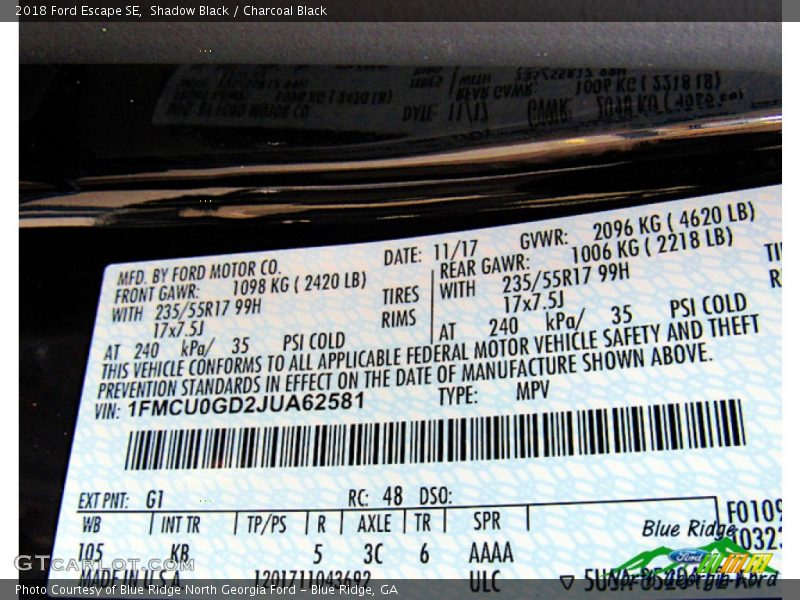 2018 Ford Escape SE, Shadow Black / Charcoal Black
MFD. BY FORD MOTOR CO.
DATE: 11/17
GVWR: 2096 KG ( 4620 LB)
FRONT GAWR: 1098 KG ( 2420 LB)
REAR GAWR: 1006 KG ( 2218 LB)
WITH 235/55R17 99H TIRES
WITH 235/55R17 99H
17x7.5J RIMS
17x7.5J
AT 240 kPa/ 35 PSI COLD
AT 240 kPa/ 35 PSI COLD
THIS VEHICLE CONFORMS TO ALL APPLICABLE FEDERAL MOTOR VEHICLE SAFETY AND THEFT
PREVENTION STANDARDS IN EFFECT ON THE DATE OF MANUFACTURE SHOWN ABOVE.
VIN: 1FMCU0GD2JUA62581
TYPE: MPV
EXT PNT: G1 RC: 48 DSO:
WB INT TR TP/PS R AXLE TR SPR
105 KB 5 3C 6 AAAA
MADE IN U.S.A. 1201711043692 ULC
Blue Ridge
Ford
GTcarlot.com
Photo Courtesy of Blue Ridge North Georgia Ford - Blue Ridge, GA